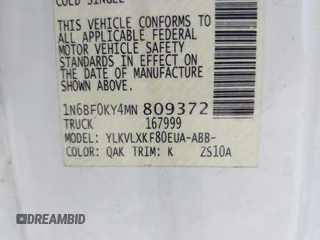 COLD SINGLE
THIS VEHICLE CONFORMS TO
ALL APPLICABLE FEDERAL
MOTOR VEHICLE SAFETY
STANDARDS IN EFFECT ON
THE DATE OF MANUFACTURE
SHOWN ABOVE.
1N6BF0KY4MN 809372
TRUCK 167999
MODEL: YLKVLXKF80EUA-ABB-
COLOR: QAK TRIM: K ZS10A
DREAMBID